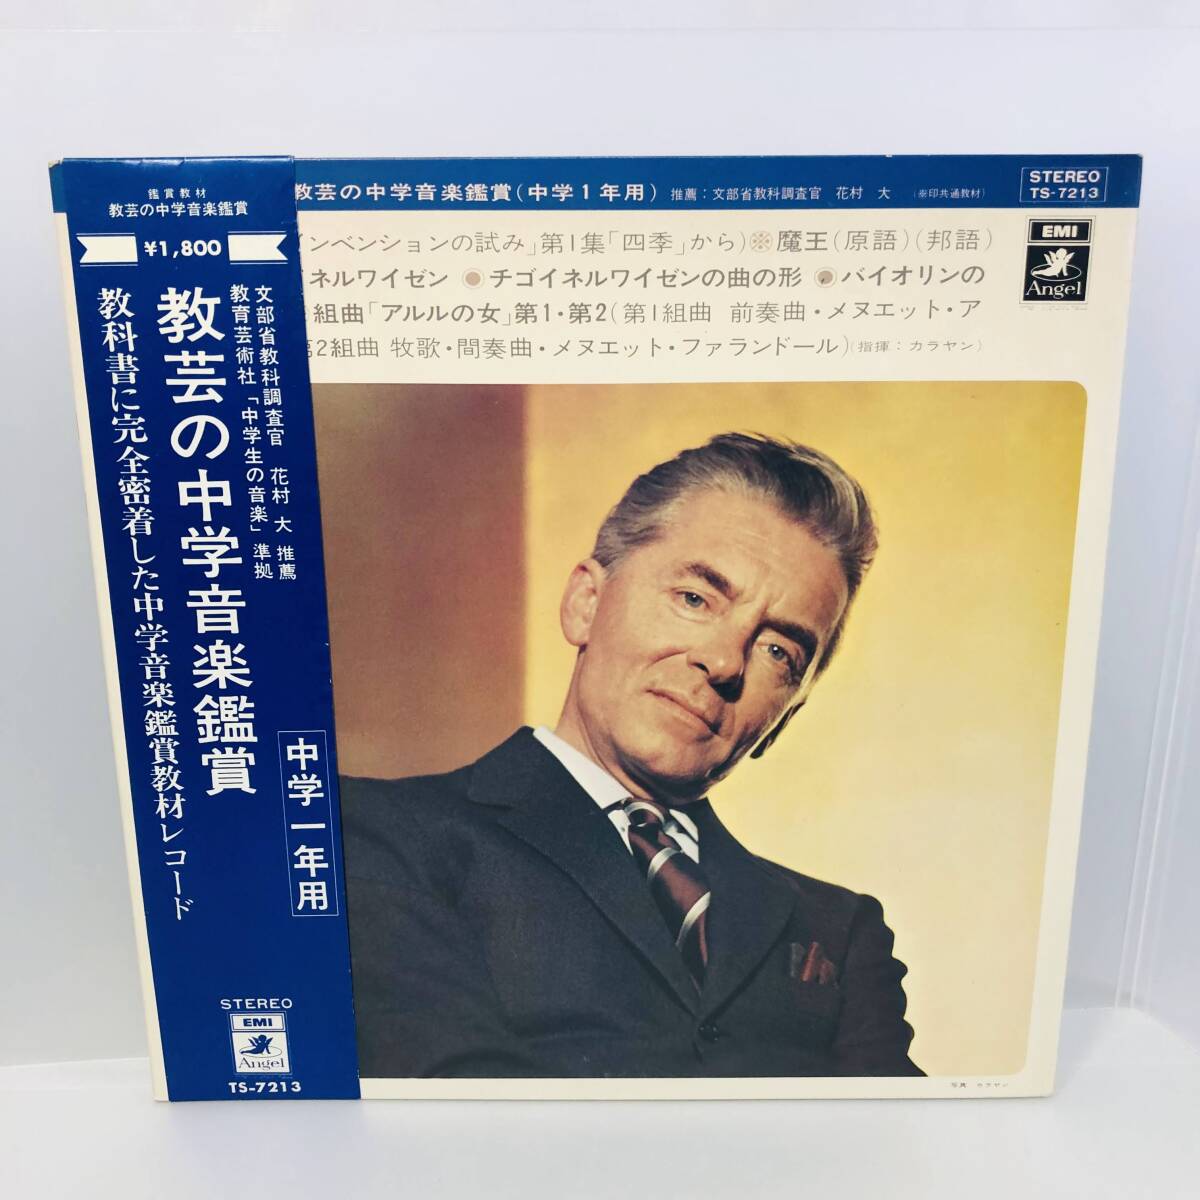 鑑賞教材
教芸の中学音楽鑑賞
¥1,800
文部省教科調査官 花村 大 推薦
教育芸術社「中学生の音楽」準拠
教芸の中学音楽鑑賞
教科書に完全密着した中学音楽鑑賞教材レコード
中学一年用
STEREO
EMI
Angel
TS-7213
教芸の中学音楽鑑賞(中学1年用) 推薦:文部省教科調査官 花村 大 (※印共通教材)
STEREO
TS-7213
EMI
Angel
インベンションの試み」第1集「四季」から)※魔王(原語)(邦語)
イネルワイゼン ●チゴイネルワイゼンの曲の形 ●バイオリンの
組曲「アルルの女」第1・第2(第1組曲 前奏曲・メヌエット・ア
第2組曲 牧歌・間奏曲・メヌエット・ファランドール)(指揮:カラヤン)
写真 カラヤン